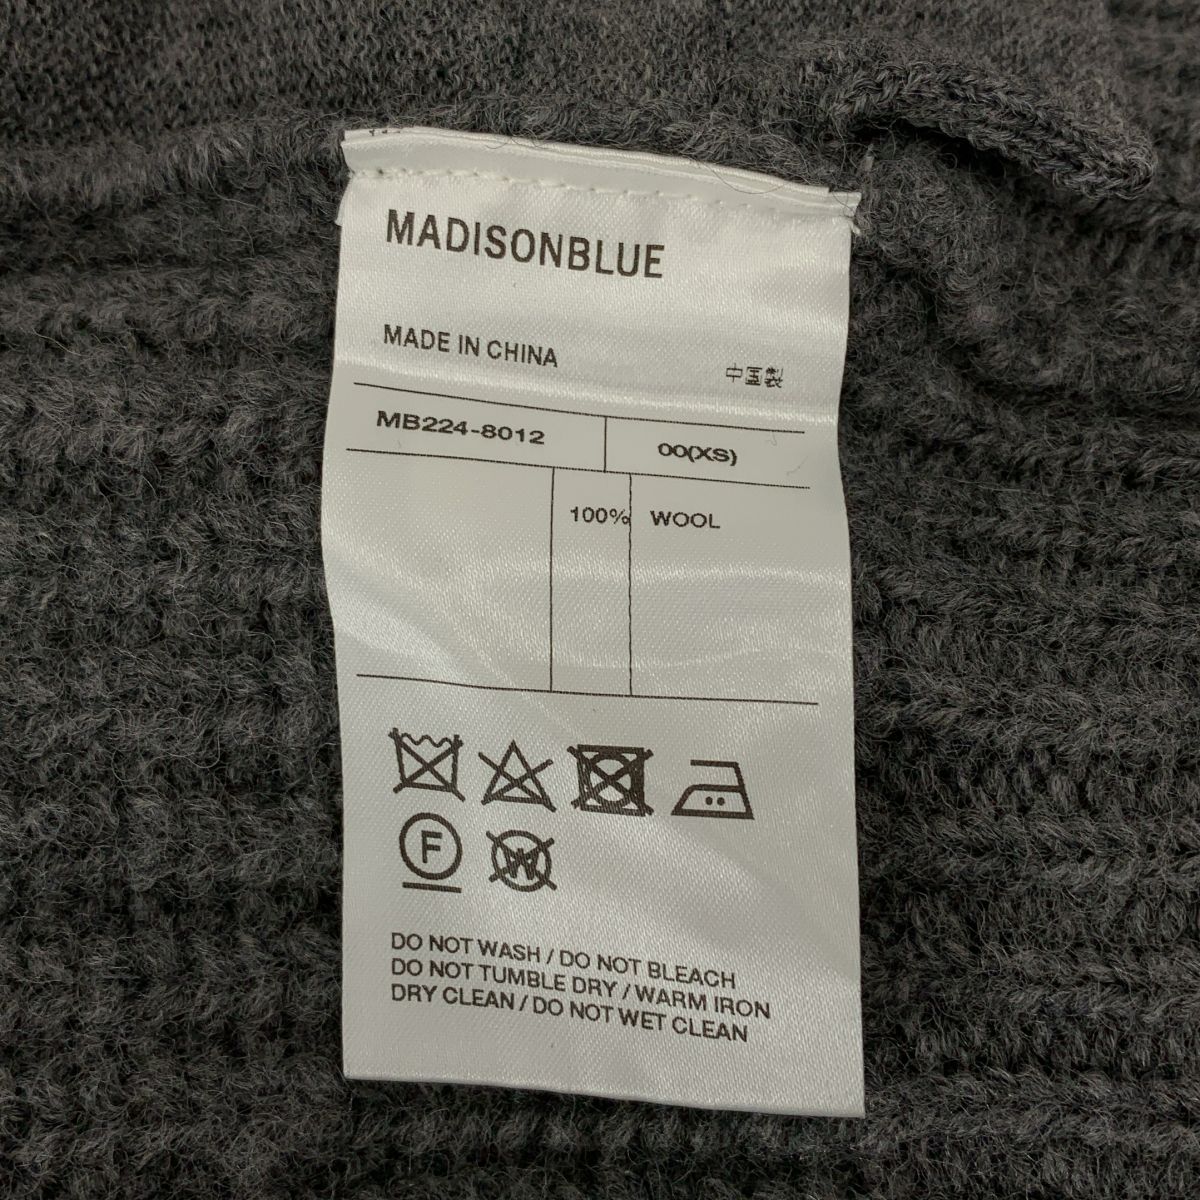 MADISONBLUE
MADE IN CHINA
中国製
MB224-8012 00(XS)
100% WOOL
F W
DO NOT WASH / DO NOT BLEACH
DO NOT TUMBLE DRY / WARM IRON
DRY CLEAN / DO NOT WET CLEAN